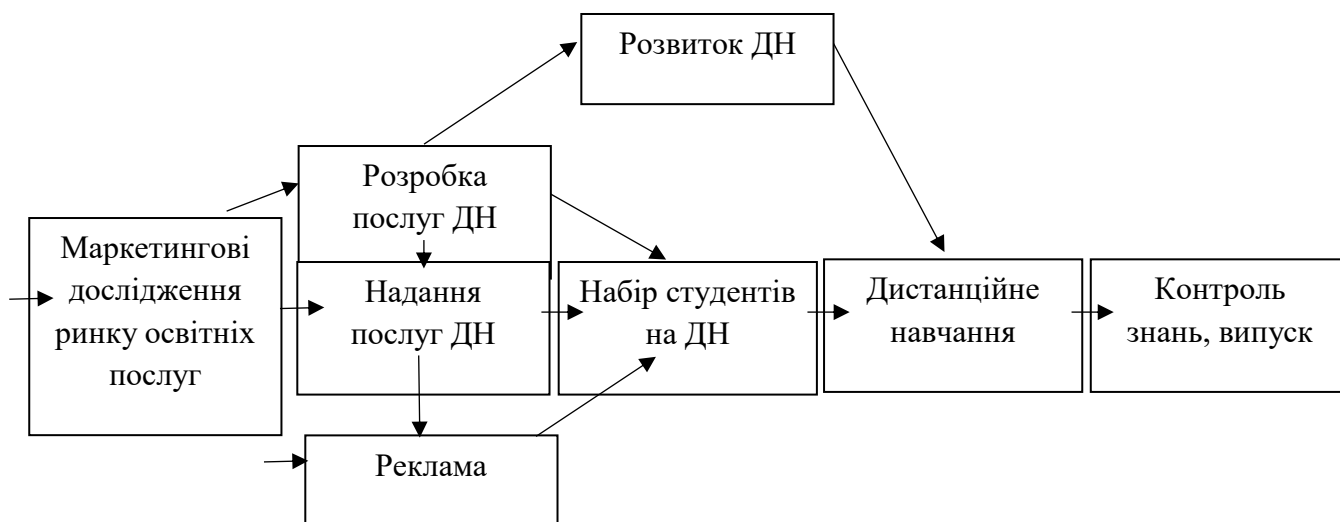 Розвиток ДН
Розробка
послуг ДН
Маркетингові
дослідження
ринку освітніх
послуг
Надання
послуг ДН
Набір студентів
на ДН
Дистанційне
навчання
Контроль
знань, випуск
Реклама